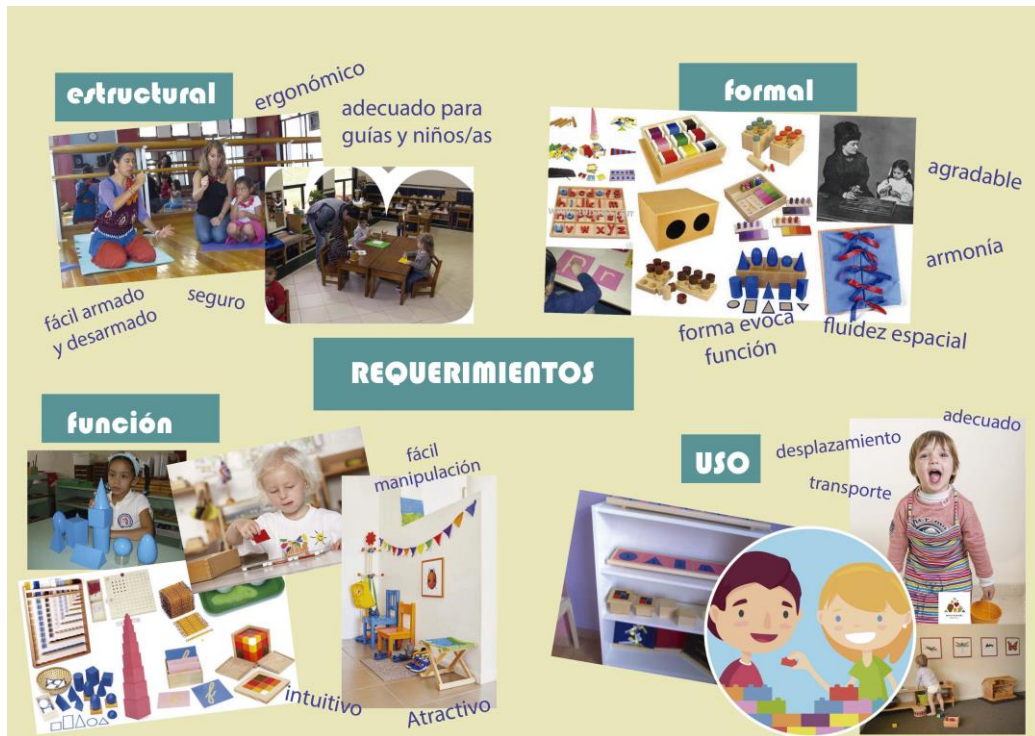 estructural
ergonómico
adecuado para
guías y niños/as
fácil armado
y desarmado
seguro
formal
agradable
armonía
forma evoca
función
fluidez espacial
REQUERIMIENTOS
función
fácil
manipulación
intuitivo
Atractivo
USO
desplazamiento
transporte
adecuado